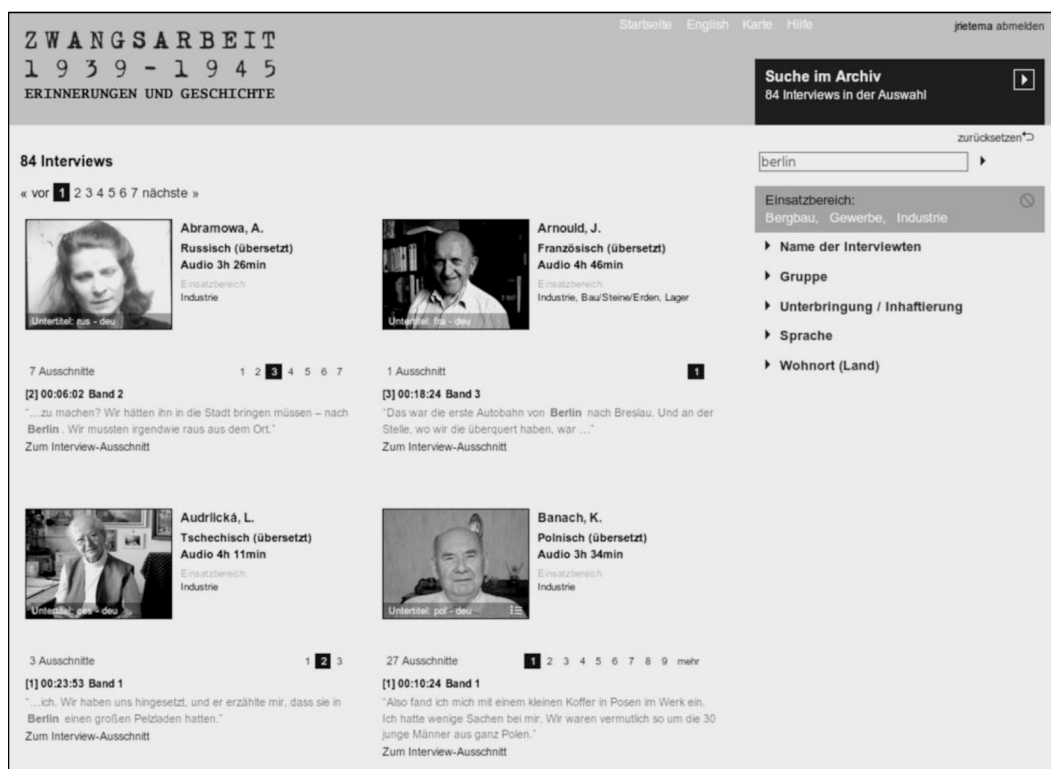 Startseite English Karte Hilfe
jrietema abmelden
ZWANGSARBEIT
1939-1945
ERINNERUNGEN UND GESCHICHTE
Suche im Archiv
84 Interviews in der Auswahl
zurücksetzen
berlin
Einsatzbereich:
Bergbau, Gewerbe, Industrie
Name der Interviewten
Gruppe
Unterbringung / Inhaftierung
Sprache
Wohnort (Land)
84 Interviews
« vor 1 2 3 4 5 6 7 nächste »
Abramowa, A.
Russisch (übersetzt)
Audio 3h 26min
Einsatzbereich
Industrie
Untertitel: rus - deu
7 Ausschnitte 1 2 3 4 5 6 7
[2] 00:06:02 Band 2
"…zu machen? Wir hätten ihn in die Stadt bringen müssen – nach
Berlin . Wir mussten irgendwie raus aus dem Ort."
Zum Interview-Ausschnitt
Arnould, J.
Französisch (übersetzt)
Audio 4h 46min
Einsatzbereich
Industrie, Bau/Steine/Erden, Lager
Untertitel: fra - deu
1 Ausschnitt 1
[3] 00:18:24 Band 3
"Das war die erste Autobahn von Berlin nach Breslau. Und an der
Stelle, wo wir die überquert haben, war …"
Zum Interview-Ausschnitt
Audrlická, L.
Tschechisch (übersetzt)
Audio 4h 11min
Einsatzbereich
Industrie
Untertitel: ces - deu
3 Ausschnitte 1 2 3
[1] 00:23:53 Band 1
"…ich. Wir haben uns hingesetzt, und er erzählte mir, dass sie in
Berlin einen großen Pelzladen hatten."
Zum Interview-Ausschnitt
Banach, K.
Polnisch (übersetzt)
Audio 3h 34min
Einsatzbereich
Industrie
Untertitel: pol - deu
27 Ausschnitte 1 2 3 4 5 6 7 8 9 mehr
[1] 00:10:24 Band 1
"Also fand ich mich mit einem kleinen Koffer in Posen im Werk ein.
Ich hatte wenige Sachen bei mir. Wir waren vermutlich so um die 30
junge Männer aus ganz Polen."
Zum Interview-Ausschnitt